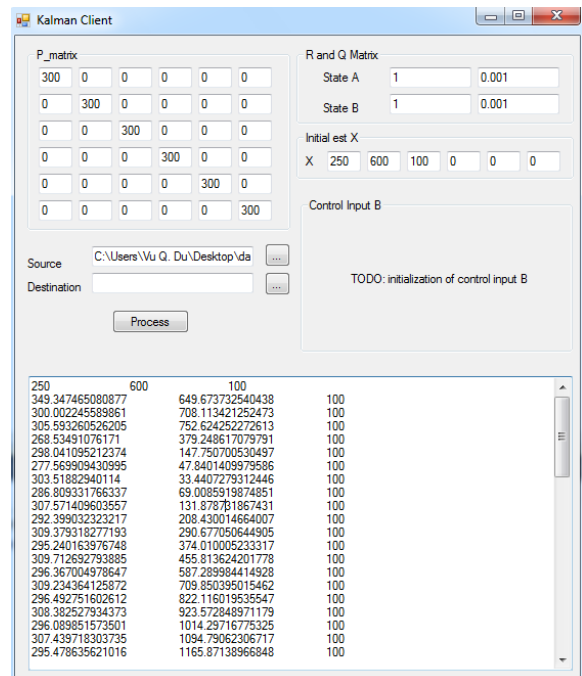 Kalman Client
P_matrix
300 0 0 0 0 0
0 300 0 0 0 0
0 0 300 0 0 0
0 0 0 300 0 0
0 0 0 0 300 0
0 0 0 0 0 300
R and Q Matrix
State A 1 0.001
State B 1 0.001
Initial est X
X 250 600 100 0 0 0
Control Input B
TODO: initialization of control input B
Source C:\Users\Vu Q. Du\Desktop\da ...
Destination ...
Process
250 600 100
349.347465080877 649.673732540438 100
300.002245589861 708.113421252473 100
305.593260526205 752.624252272613 100
268.53491076171 379.248617079791 100
298.041095212374 147.750700530497 100
277.569909430995 47.8401409979586 100
303.51882940114 33.4407279312446 100
286.809331766337 69.0085919874851 100
307.571409603557 131.878731867431 100
292.399032323217 208.430014664007 100
309.379318277193 290.677050644905 100
295.240163976748 374.010005233317 100
309.712692793885 455.813624201778 100
296.367004978647 587.289984414928 100
309.234364125872 709.850395015462 100
296.492751602612 822.116019535547 100
308.382527934373 923.572848971179 100
296.089851573501 1014.29716775325 100
307.439718303735 1094.79062306717 100
295.478635621016 1165.87138966848 100